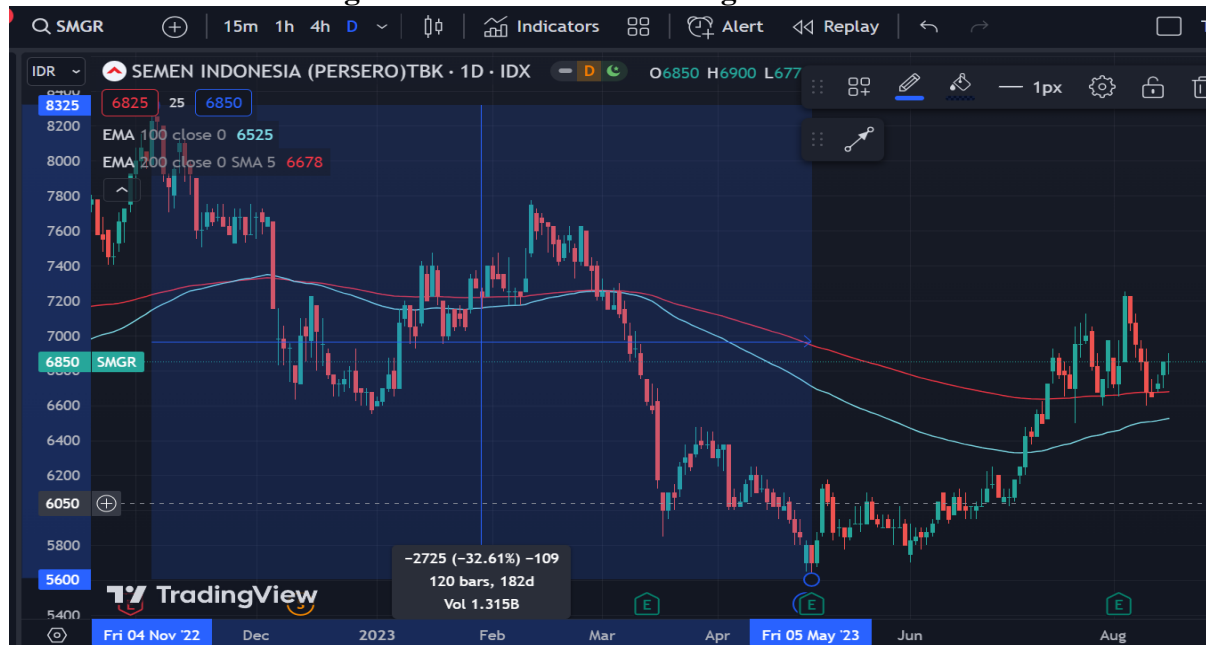 SMGR 15m 1h 4h D Indicators Alert Replay
IDR SEMEN INDONESIA (PERSERO)TBK · 1D · IDX D O6850 H6900 L677
1px
8325 6825 25 6850
8200 EMA 100 close 0 6525
8000 EMA 200 close 0 SMA 5 6678
7800
7600
7400
7200
7000
6850 SMGR
6600
6400
6200
6050
5800
−2725 (−32.61%) −109
120 bars, 182d
Vol 1.315B
5600
TradingView
5400
E E E
Fri 04 Nov '22 Dec 2023 Feb Mar Apr Fri 05 May '23 Jun Aug